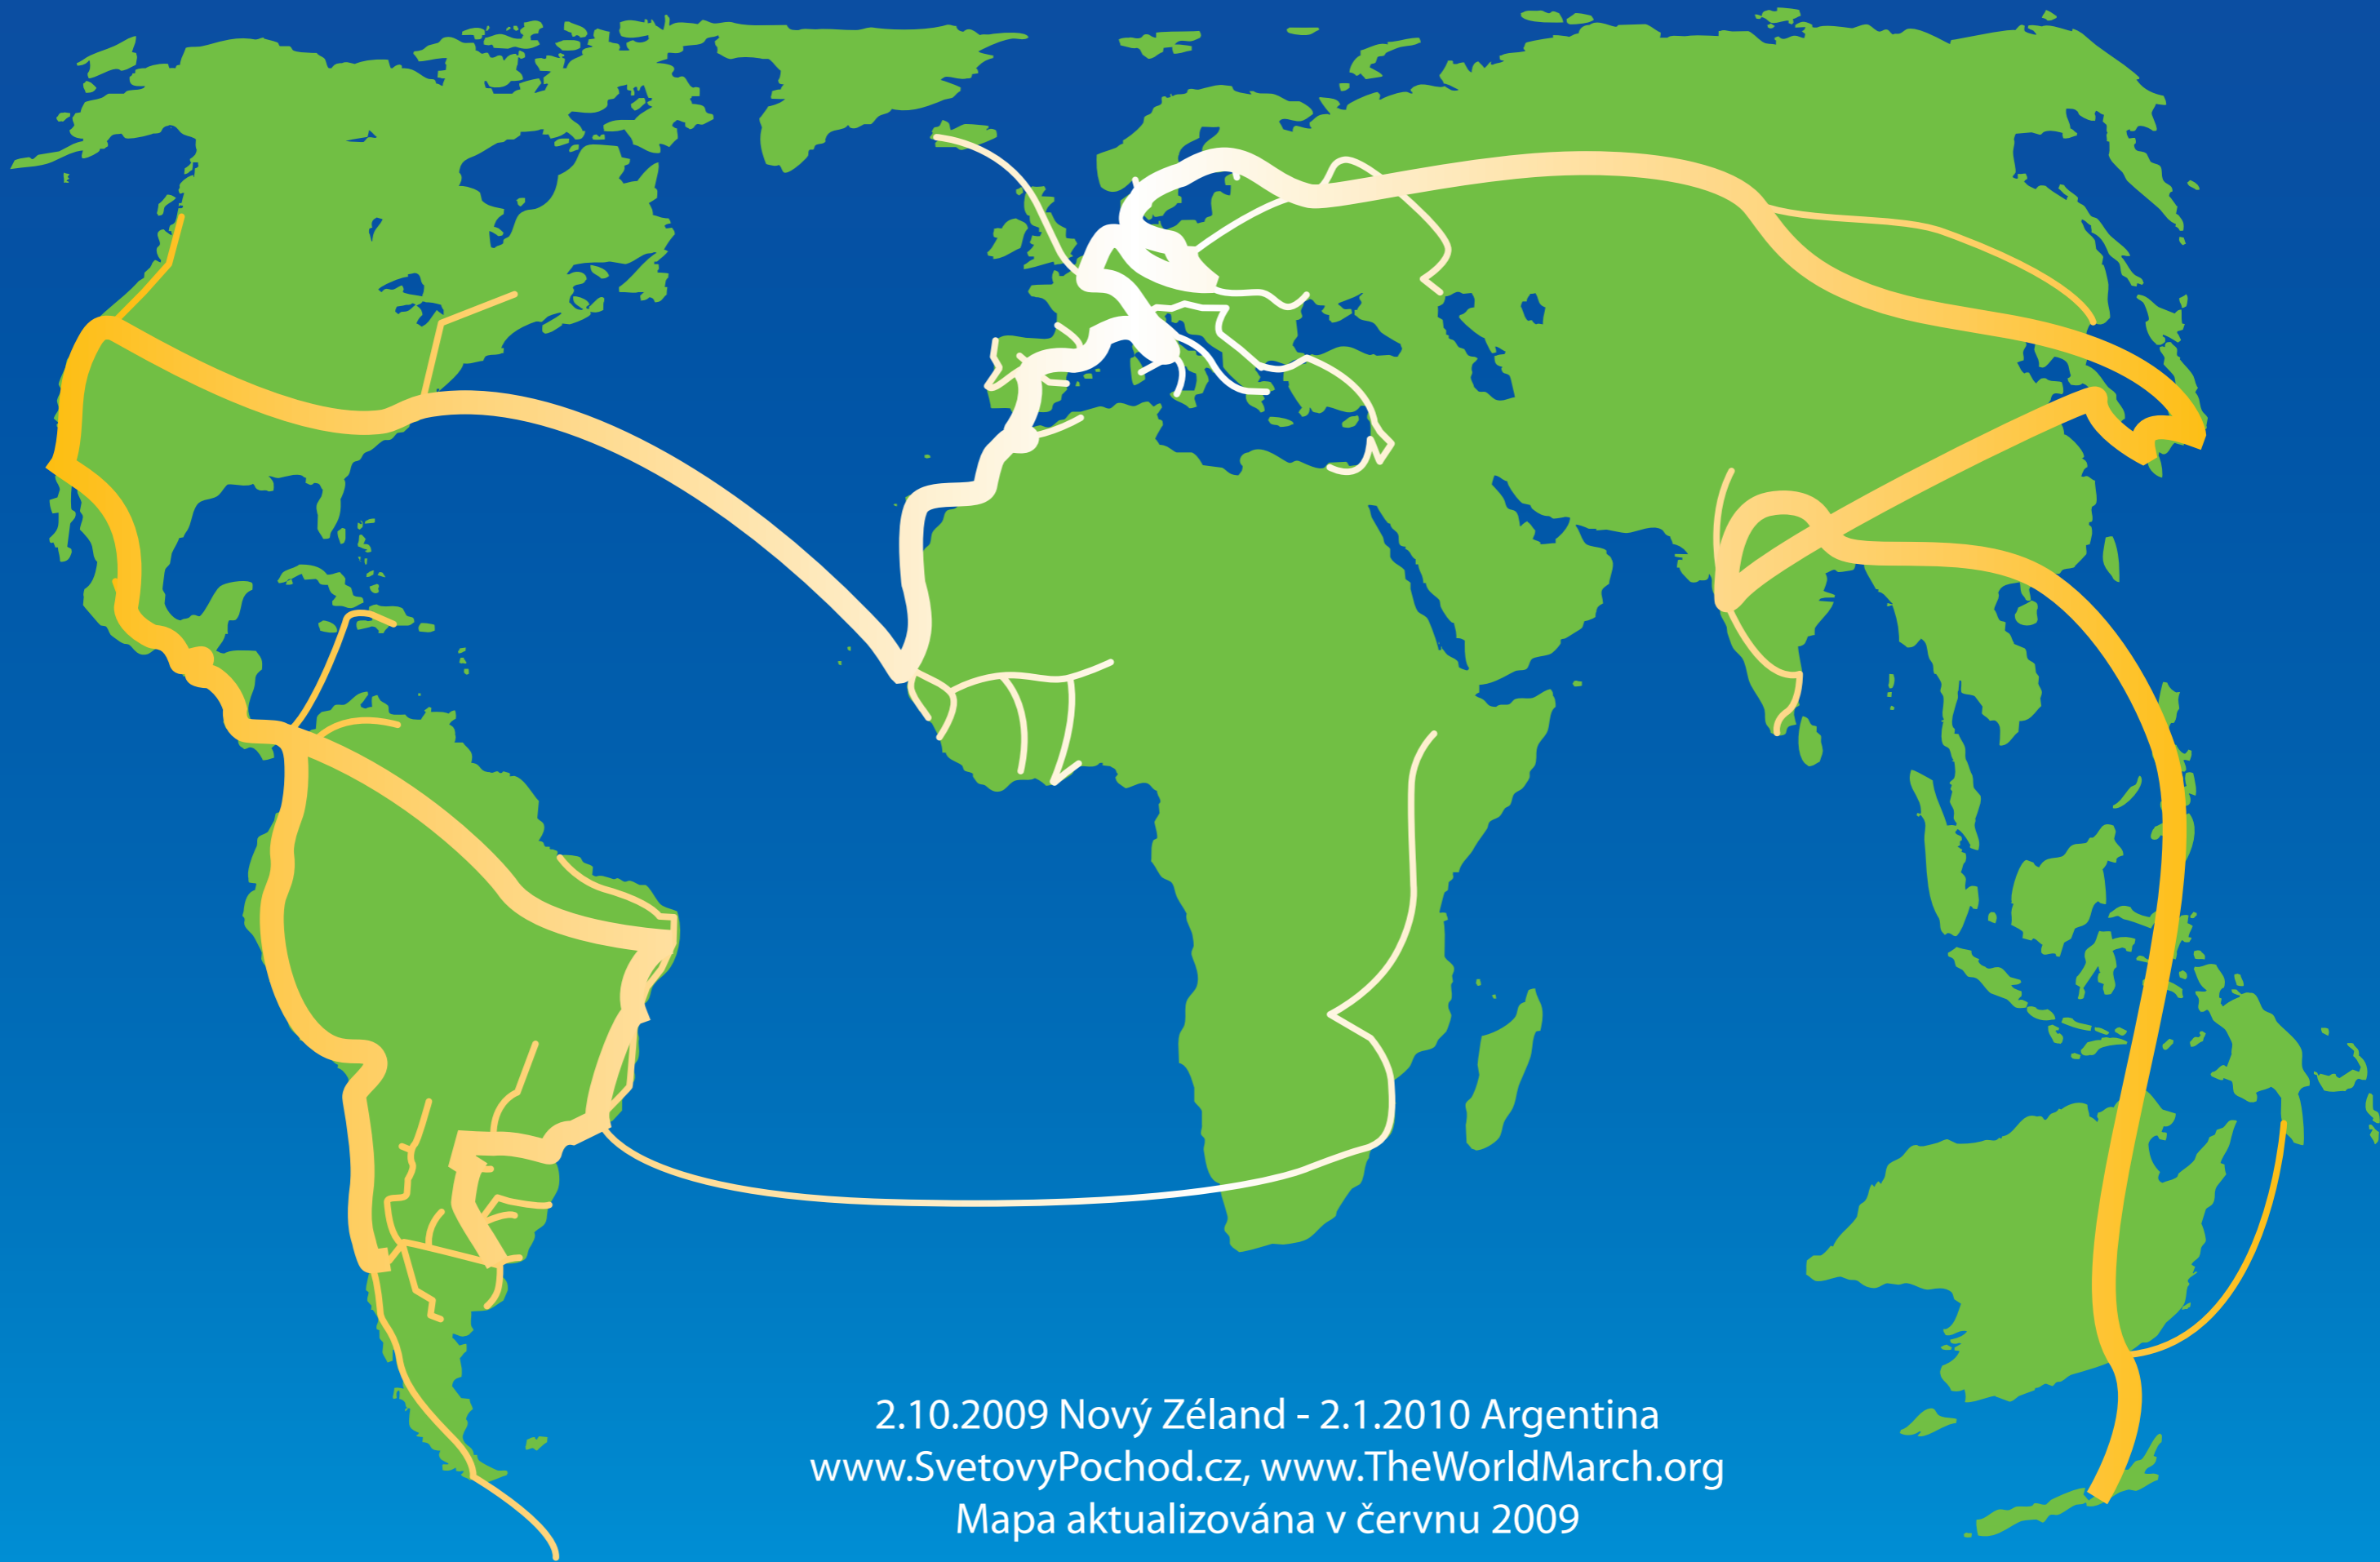 2.10.2009 Nový Zéland - 2.1.2010 Argentina
www.SvetovyPochod.cz, www.TheWorldMarch.org
Mapa aktualizována v červnu 2009